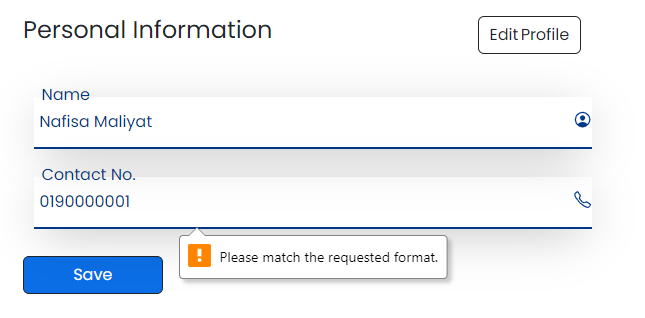 Personal Information
Edit Profile
Name
Nafisa Maliyat
Contact No.
0190000001
Please match the requested format.
Save